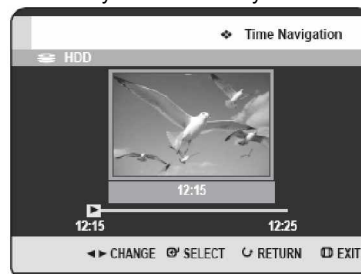 ❖ Time Navigation
HDD
12:15
12:15 12:25
◄► CHANGE SELECT RETURN EXIT